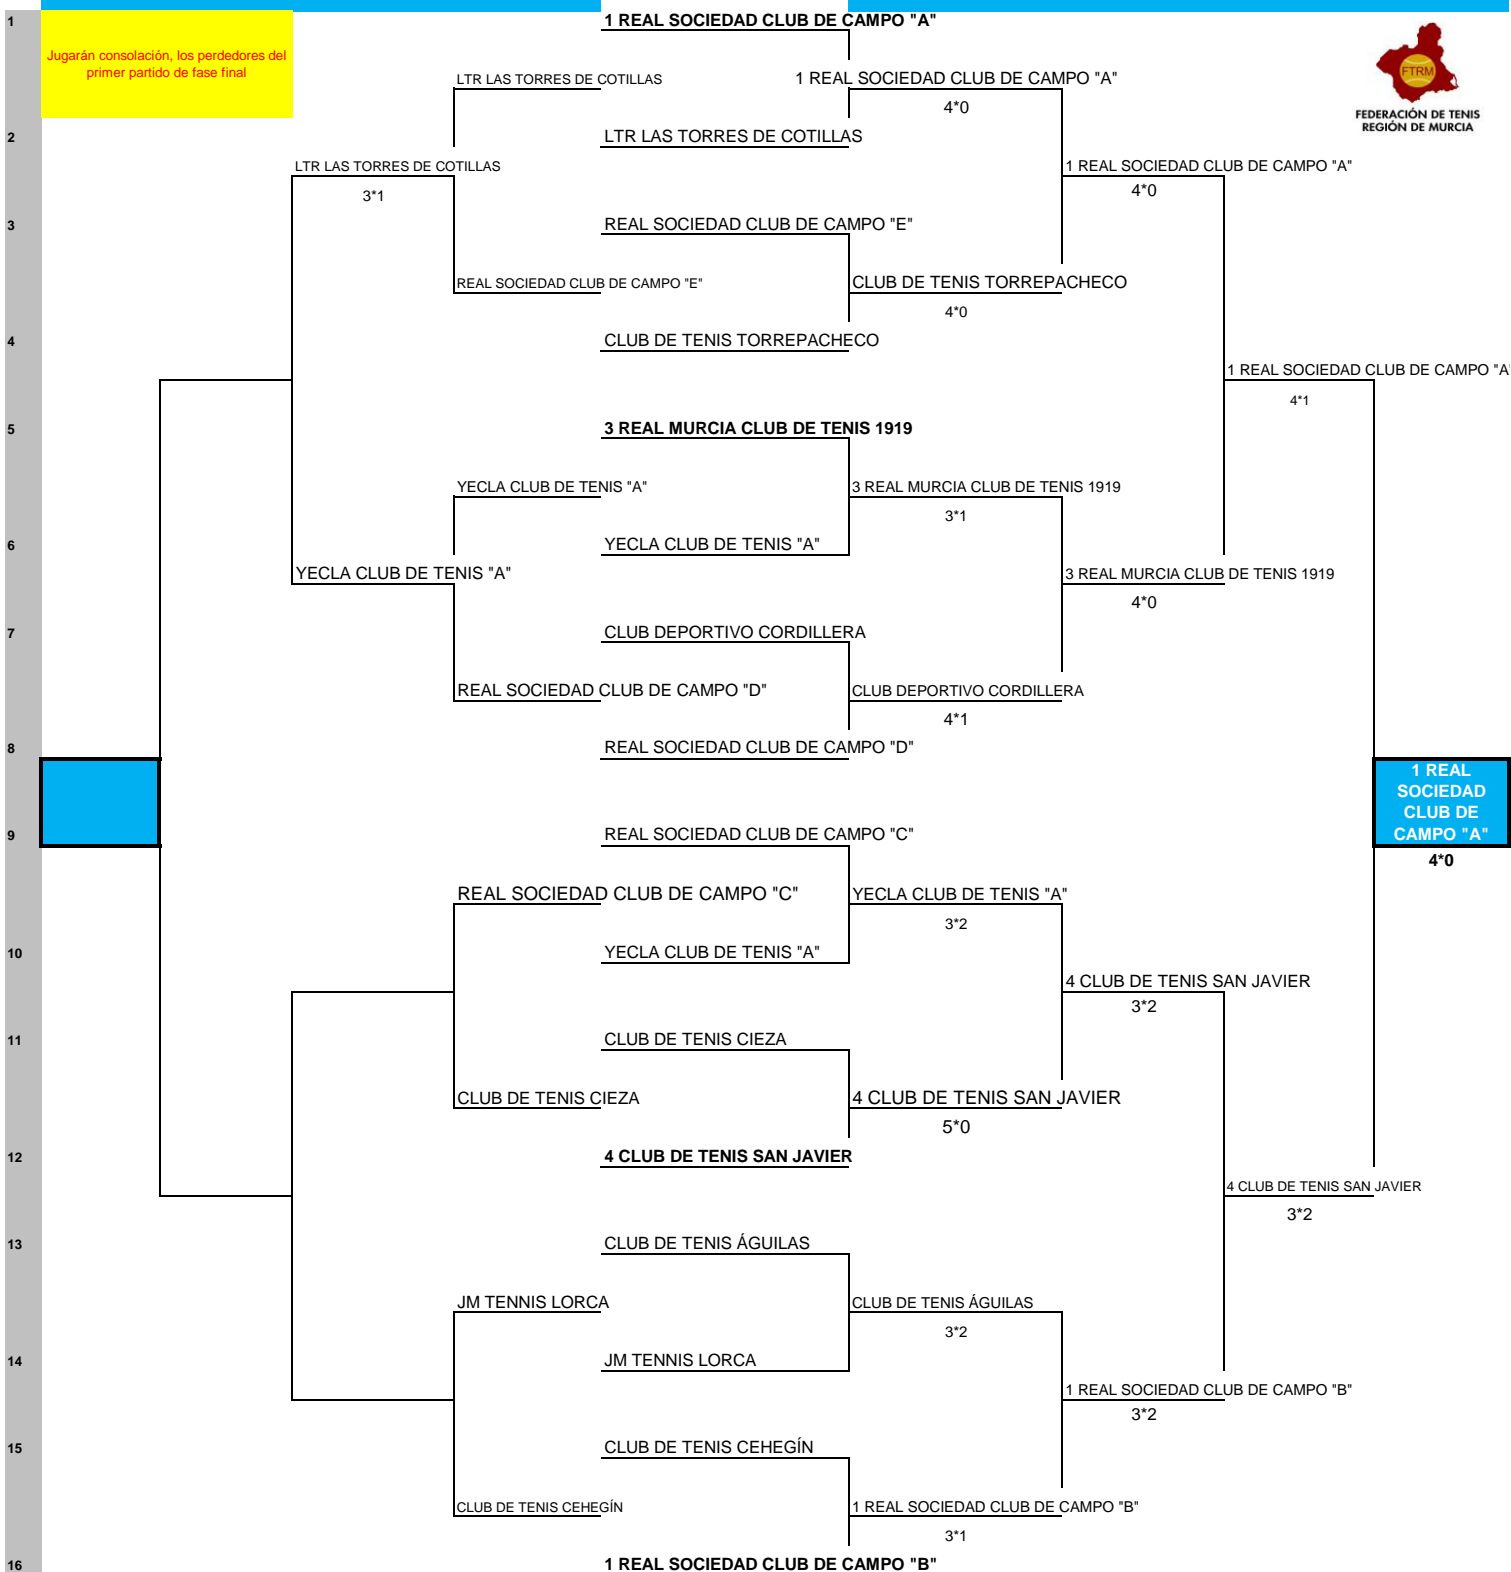 1
1 REAL SOCIEDAD CLUB DE CAMPO "A"
Jugarán consolación, los perdedores del
primer partido de fase final
FTRM
FEDERACIÓN DE TENIS
REGIÓN DE MURCIA
LTR LAS TORRES DE COTILLAS
1 REAL SOCIEDAD CLUB DE CAMPO "A"
4*0
2
LTR LAS TORRES DE COTILLAS
LTR LAS TORRES DE COTILLAS
3*1
1 REAL SOCIEDAD CLUB DE CAMPO "A"
4*0
3
REAL SOCIEDAD CLUB DE CAMPO "E"
REAL SOCIEDAD CLUB DE CAMPO "E"
CLUB DE TENIS TORREPACHECO
4*0
4
CLUB DE TENIS TORREPACHECO
1 REAL SOCIEDAD CLUB DE CAMPO "A"
4*1
5
3 REAL MURCIA CLUB DE TENIS 1919
YECLA CLUB DE TENIS "A"
3 REAL MURCIA CLUB DE TENIS 1919
3*1
6
YECLA CLUB DE TENIS "A"
YECLA CLUB DE TENIS "A"
3 REAL MURCIA CLUB DE TENIS 1919
4*0
7
CLUB DEPORTIVO CORDILLERA
REAL SOCIEDAD CLUB DE CAMPO "D"
CLUB DEPORTIVO CORDILLERA
4*1
8
REAL SOCIEDAD CLUB DE CAMPO "D"
1 REAL
SOCIEDAD
CLUB DE
CAMPO "A"
4*0
9
REAL SOCIEDAD CLUB DE CAMPO "C"
REAL SOCIEDAD CLUB DE CAMPO "C"
YECLA CLUB DE TENIS "A"
3*2
10
YECLA CLUB DE TENIS "A"
4 CLUB DE TENIS SAN JAVIER
3*2
11
CLUB DE TENIS CIEZA
CLUB DE TENIS CIEZA
4 CLUB DE TENIS SAN JAVIER
5*0
12
4 CLUB DE TENIS SAN JAVIER
4 CLUB DE TENIS SAN JAVIER
3*2
13
CLUB DE TENIS ÁGUILAS
JM TENNIS LORCA
CLUB DE TENIS ÁGUILAS
3*2
14
JM TENNIS LORCA
1 REAL SOCIEDAD CLUB DE CAMPO "B"
3*2
15
CLUB DE TENIS CEHEGÍN
CLUB DE TENIS CEHEGÍN
1 REAL SOCIEDAD CLUB DE CAMPO "B"
3*1
16
1 REAL SOCIEDAD CLUB DE CAMPO "B"